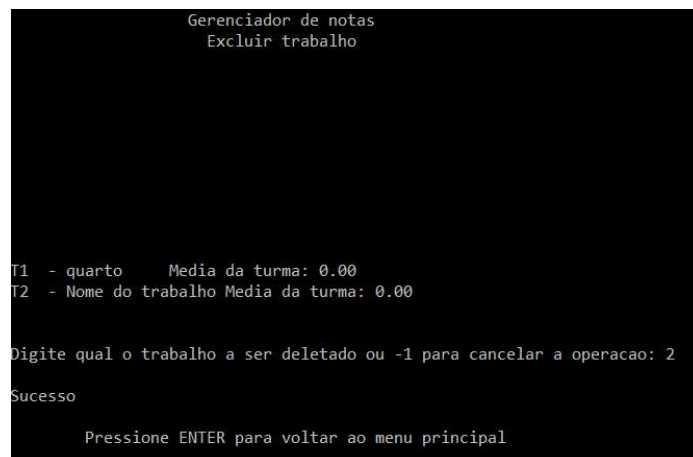 Gerenciador de notas
Excluir trabalho
T1 - quarto Media da turma: 0.00
T2 - Nome do trabalho Media da turma: 0.00
Digite qual o trabalho a ser deletado ou -1 para cancelar a operacao: 2
Sucesso
Pressione ENTER para voltar ao menu principal